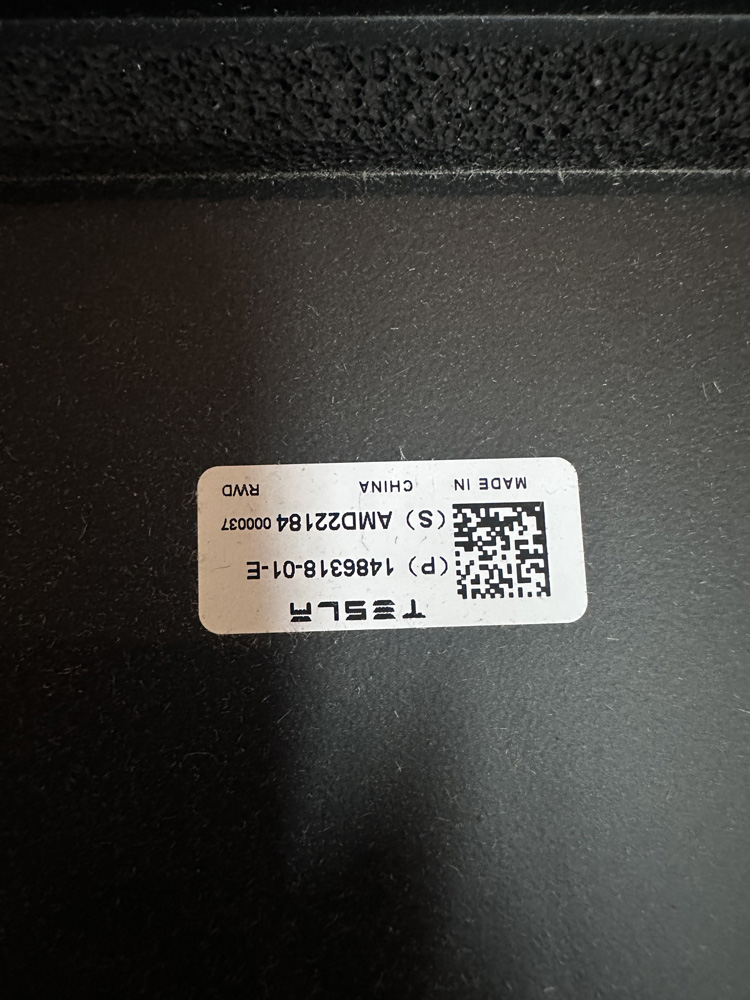 TESLA
(P) 1486318-01-E
(S) AMD22184 000037
MADE IN CHINA RWD